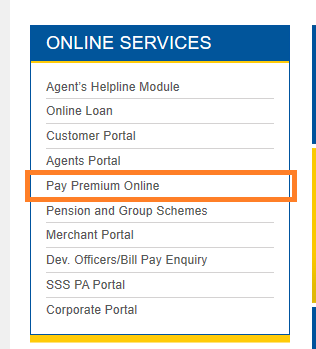 ONLINE SERVICES
Agent's Helpline Module
Online Loan
Customer Portal
Agents Portal
Pay Premium Online
Pension and Group Schemes
Merchant Portal
Dev. Officers/Bill Pay Enquiry
SSS PA Portal
Corporate Portal